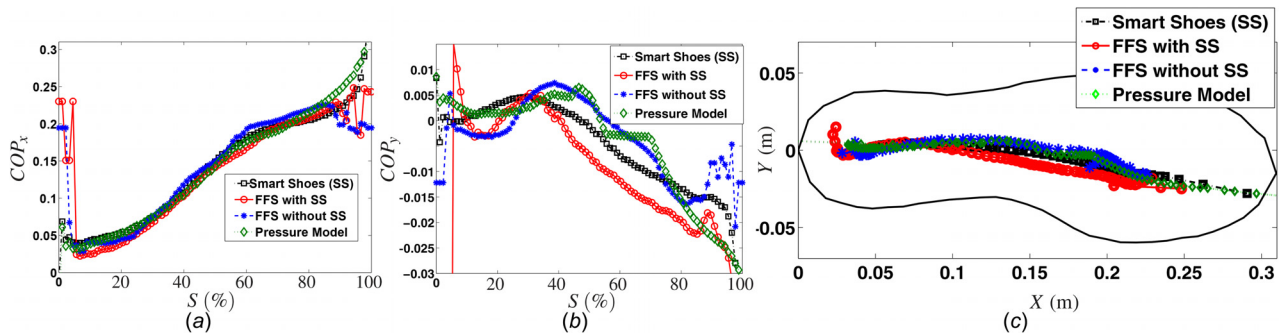 COPx
0.3
0.25
0.2
0.15
0.1
0.05
0
0 20 40 60 80 100
S (%)
Smart Shoes (SS)
FFS with SS
FFS without SS
Pressure Model
(a)
COPy
0.01
0.005
0
−0.005
−0.01
−0.015
−0.02
−0.025
−0.03
0 20 40 60 80 100
S (%)
Smart Shoes (SS)
FFS with SS
FFS without SS
Pressure Model
(b)
Y (m)
0.05
0
-0.05
0 0.05 0.1 0.15 0.2 0.25 0.3
X (m)
Smart Shoes (SS)
FFS with SS
FFS without SS
Pressure Model
(c)